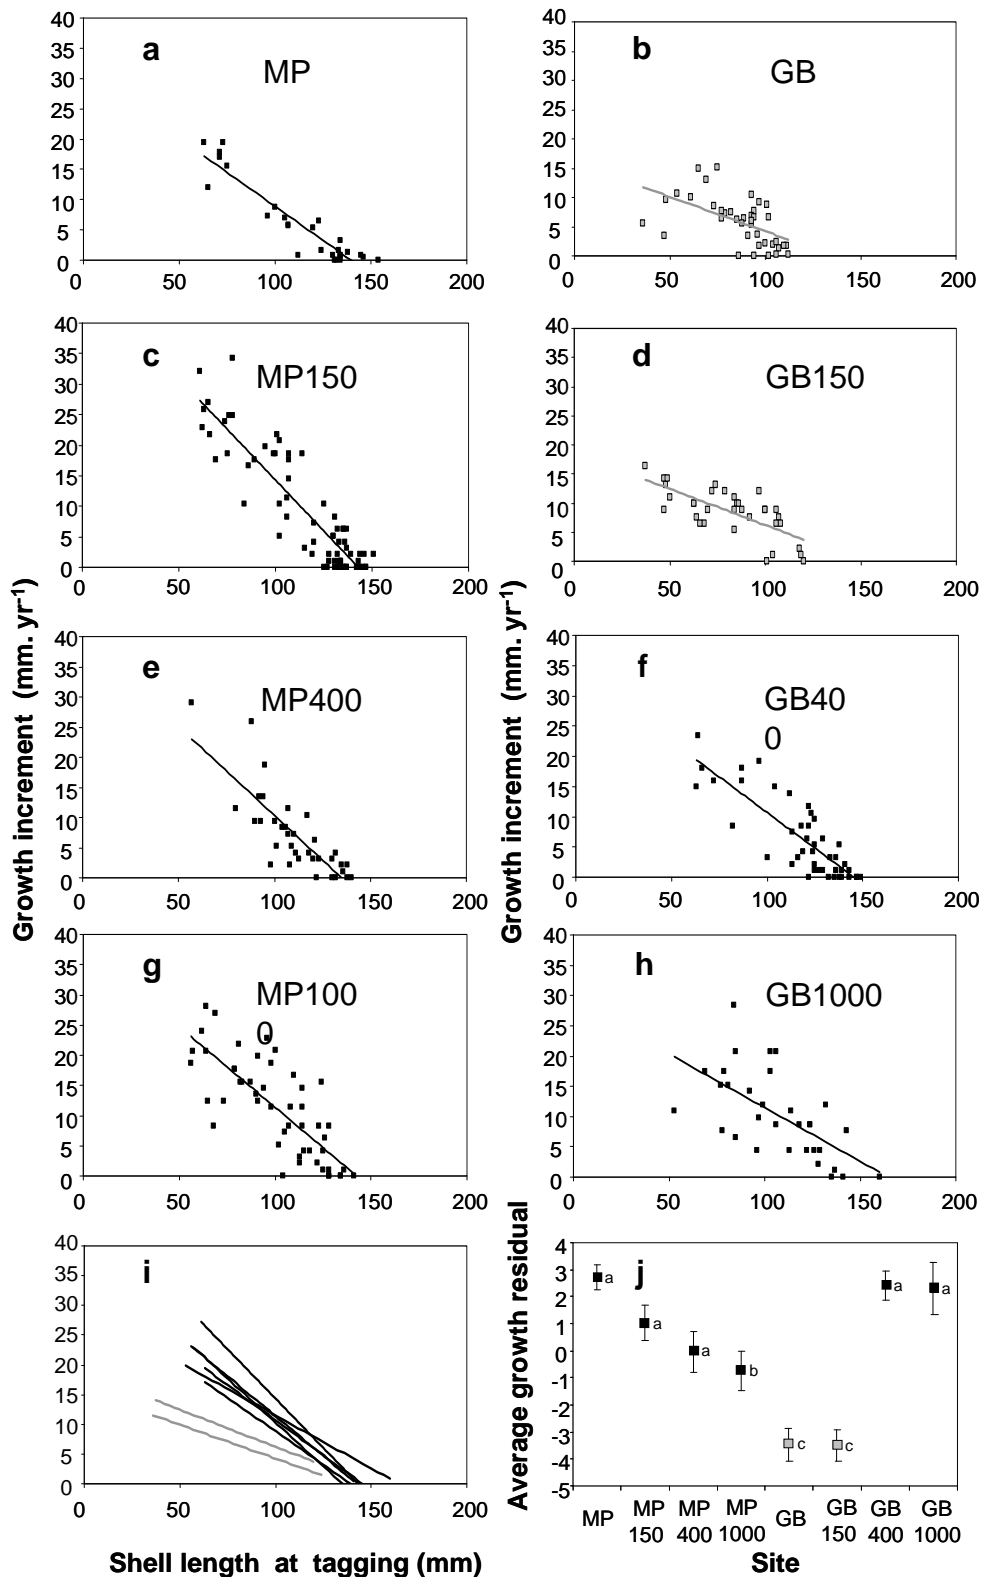 a
MP
40
35
30
25
20
15
10
5
0
0 50 100 150 200
b
GB
40
35
30
25
20
15
10
5
0
0 50 100 150 200
c
MP150
40
35
30
25
20
15
10
5
0
0 50 100 150 200
d
GB150
40
35
30
25
20
15
10
5
0
0 50 100 150 200
e
MP400
40
35
30
25
20
15
10
5
0
0 50 100 150 200
f
GB40
0
40
35
30
25
20
15
10
5
0
0 50 100 150 200
g
MP100
0
40
35
30
25
20
15
10
5
0
0 50 100 150 200
h
GB1000
40
35
30
25
20
15
10
5
0
0 50 100 150 200
i
40
35
30
25
20
15
10
5
0
0 50 100 150 200
j
4
3
2
1
0
-1
-2
-3
-4
-5
a a a b c c a a
MP MP MP MP GB GB GB GB
150 400 1000 150 400 1000
Growth increment (mm. yr-1)
Growth increment (mm. yr-1)
Average growth residual
Shell length at tagging (mm)
Site